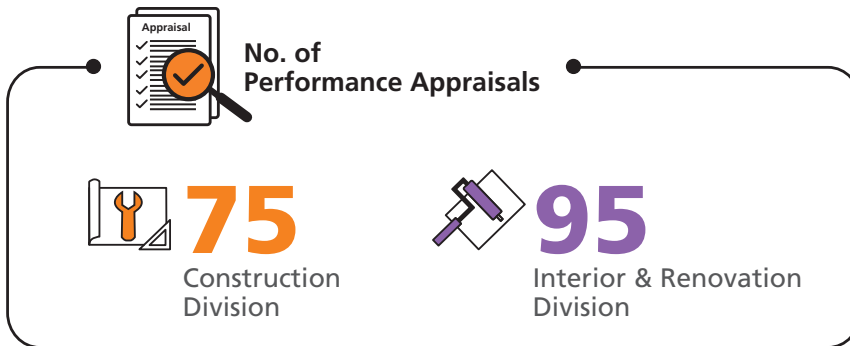 Appraisal
No. of
Performance Appraisals
75
Construction
Division
95
Interior & Renovation
Division